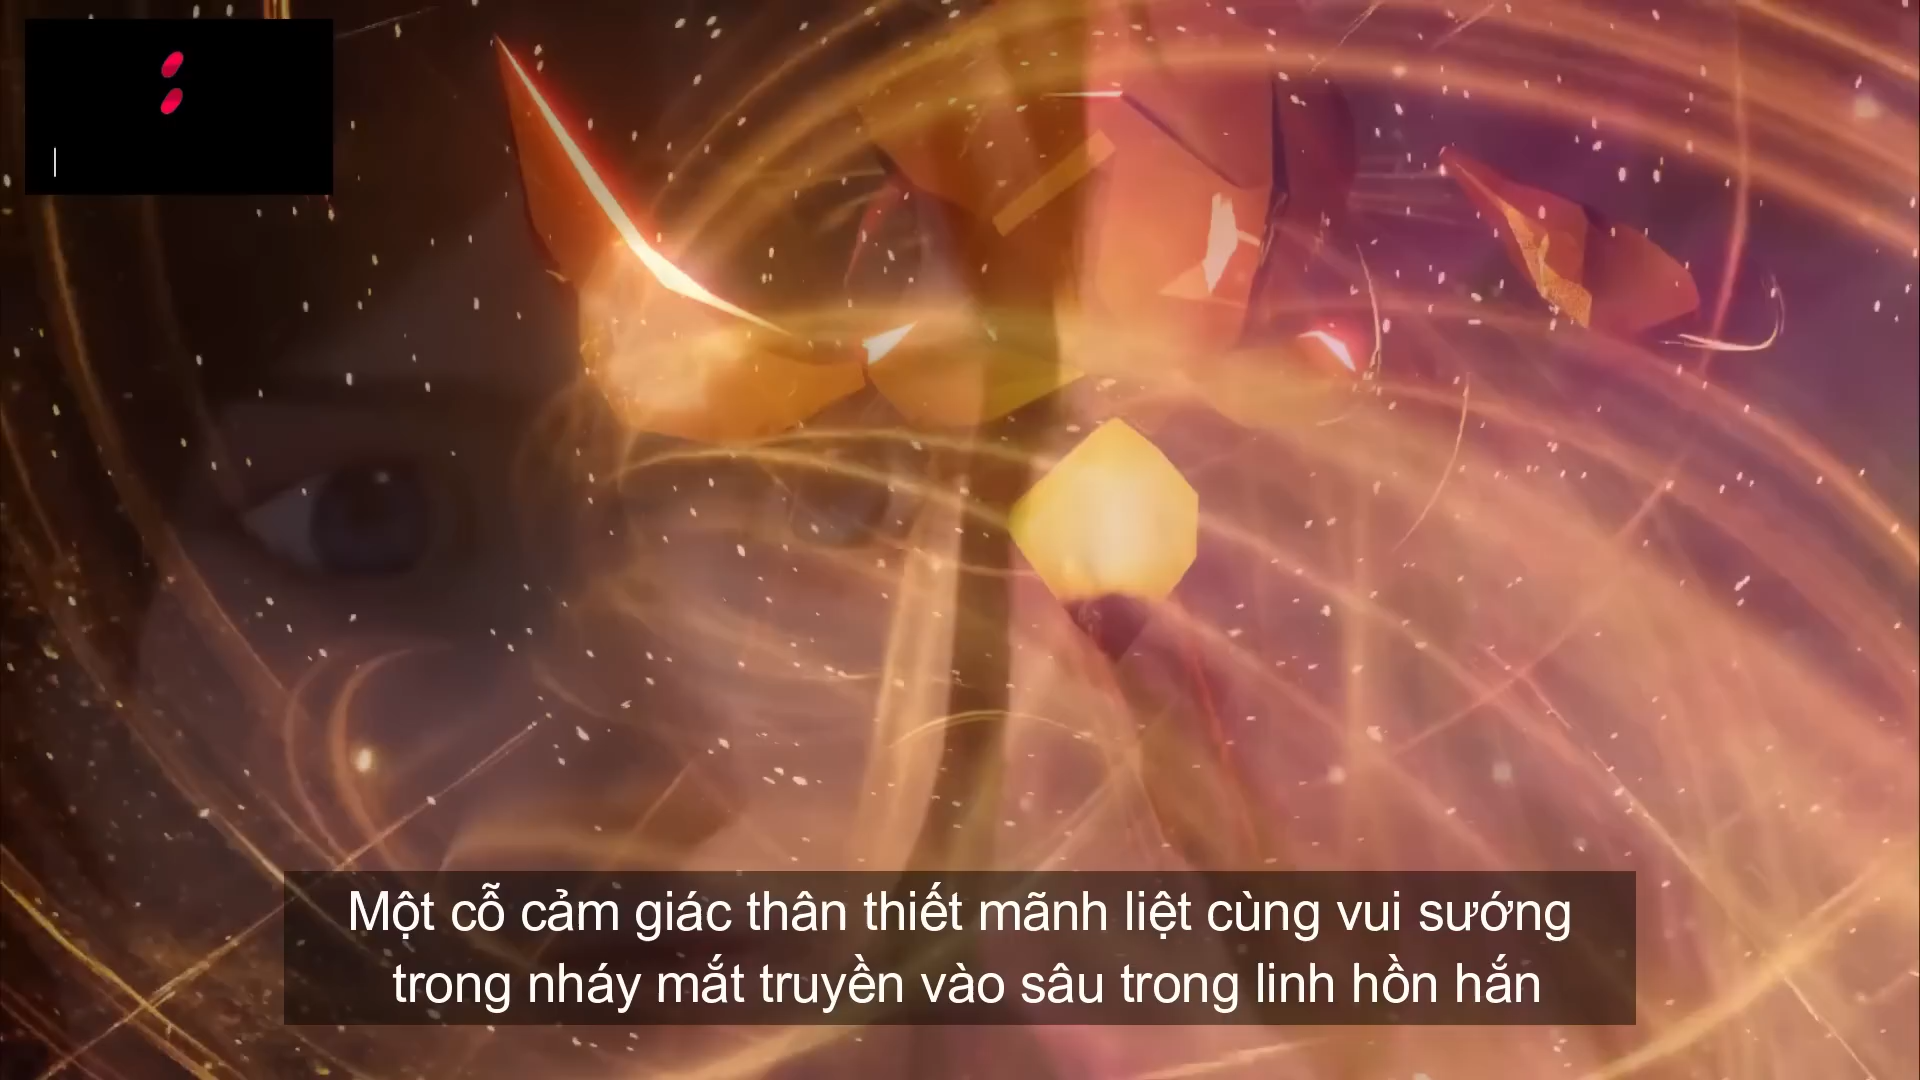 Một cỗ cảm giác thân thiết mãnh liệt cùng vui sướng
trong nháy mắt truyền vào sâu trong linh hồn hắn